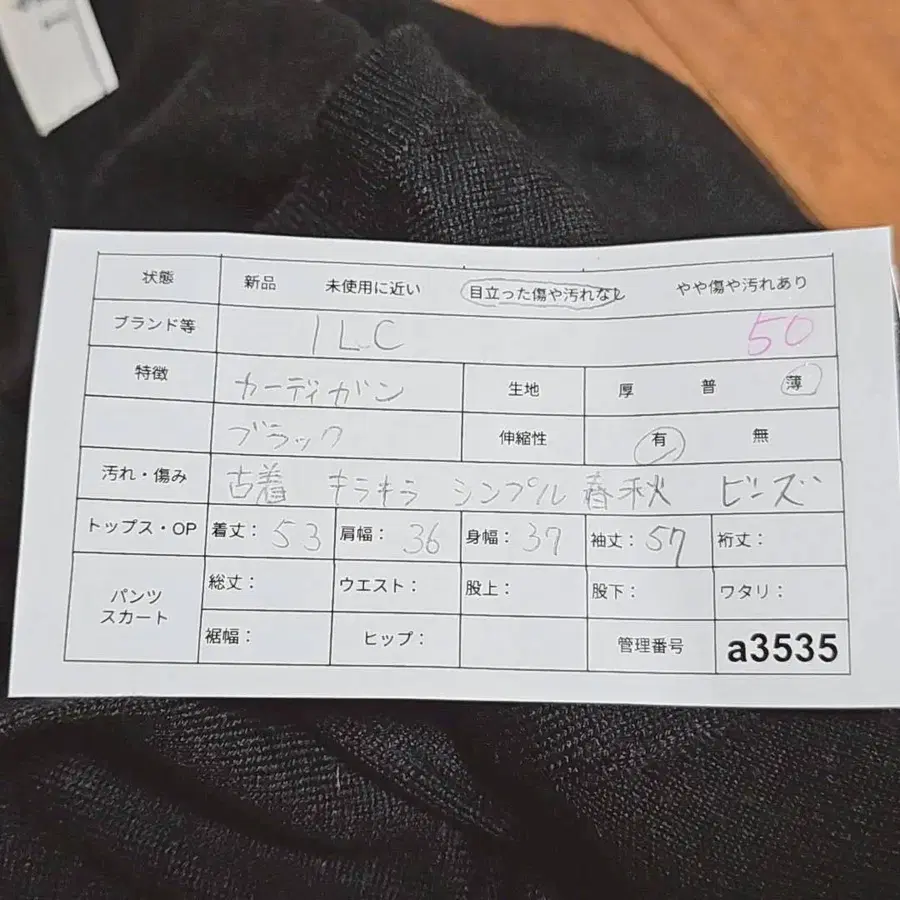 状態 新品 未使用に近い 目立った傷や汚れなし やや傷や汚れあり
ブランド等 ILC 50
特徴 カーディガン 生地 厚 普 薄
ブラック 伸縮性 有 無
汚れ・傷み 古着 キラキラ シンプル 春秋 ビーズ
トップス・OP 着丈: 53 肩幅: 36 身幅: 37 袖丈: 57 裄丈:
パンツ スカート 総丈: ウエスト: 股上: 股下: ワタリ:
裾幅: ヒップ: 管理番号 a3535